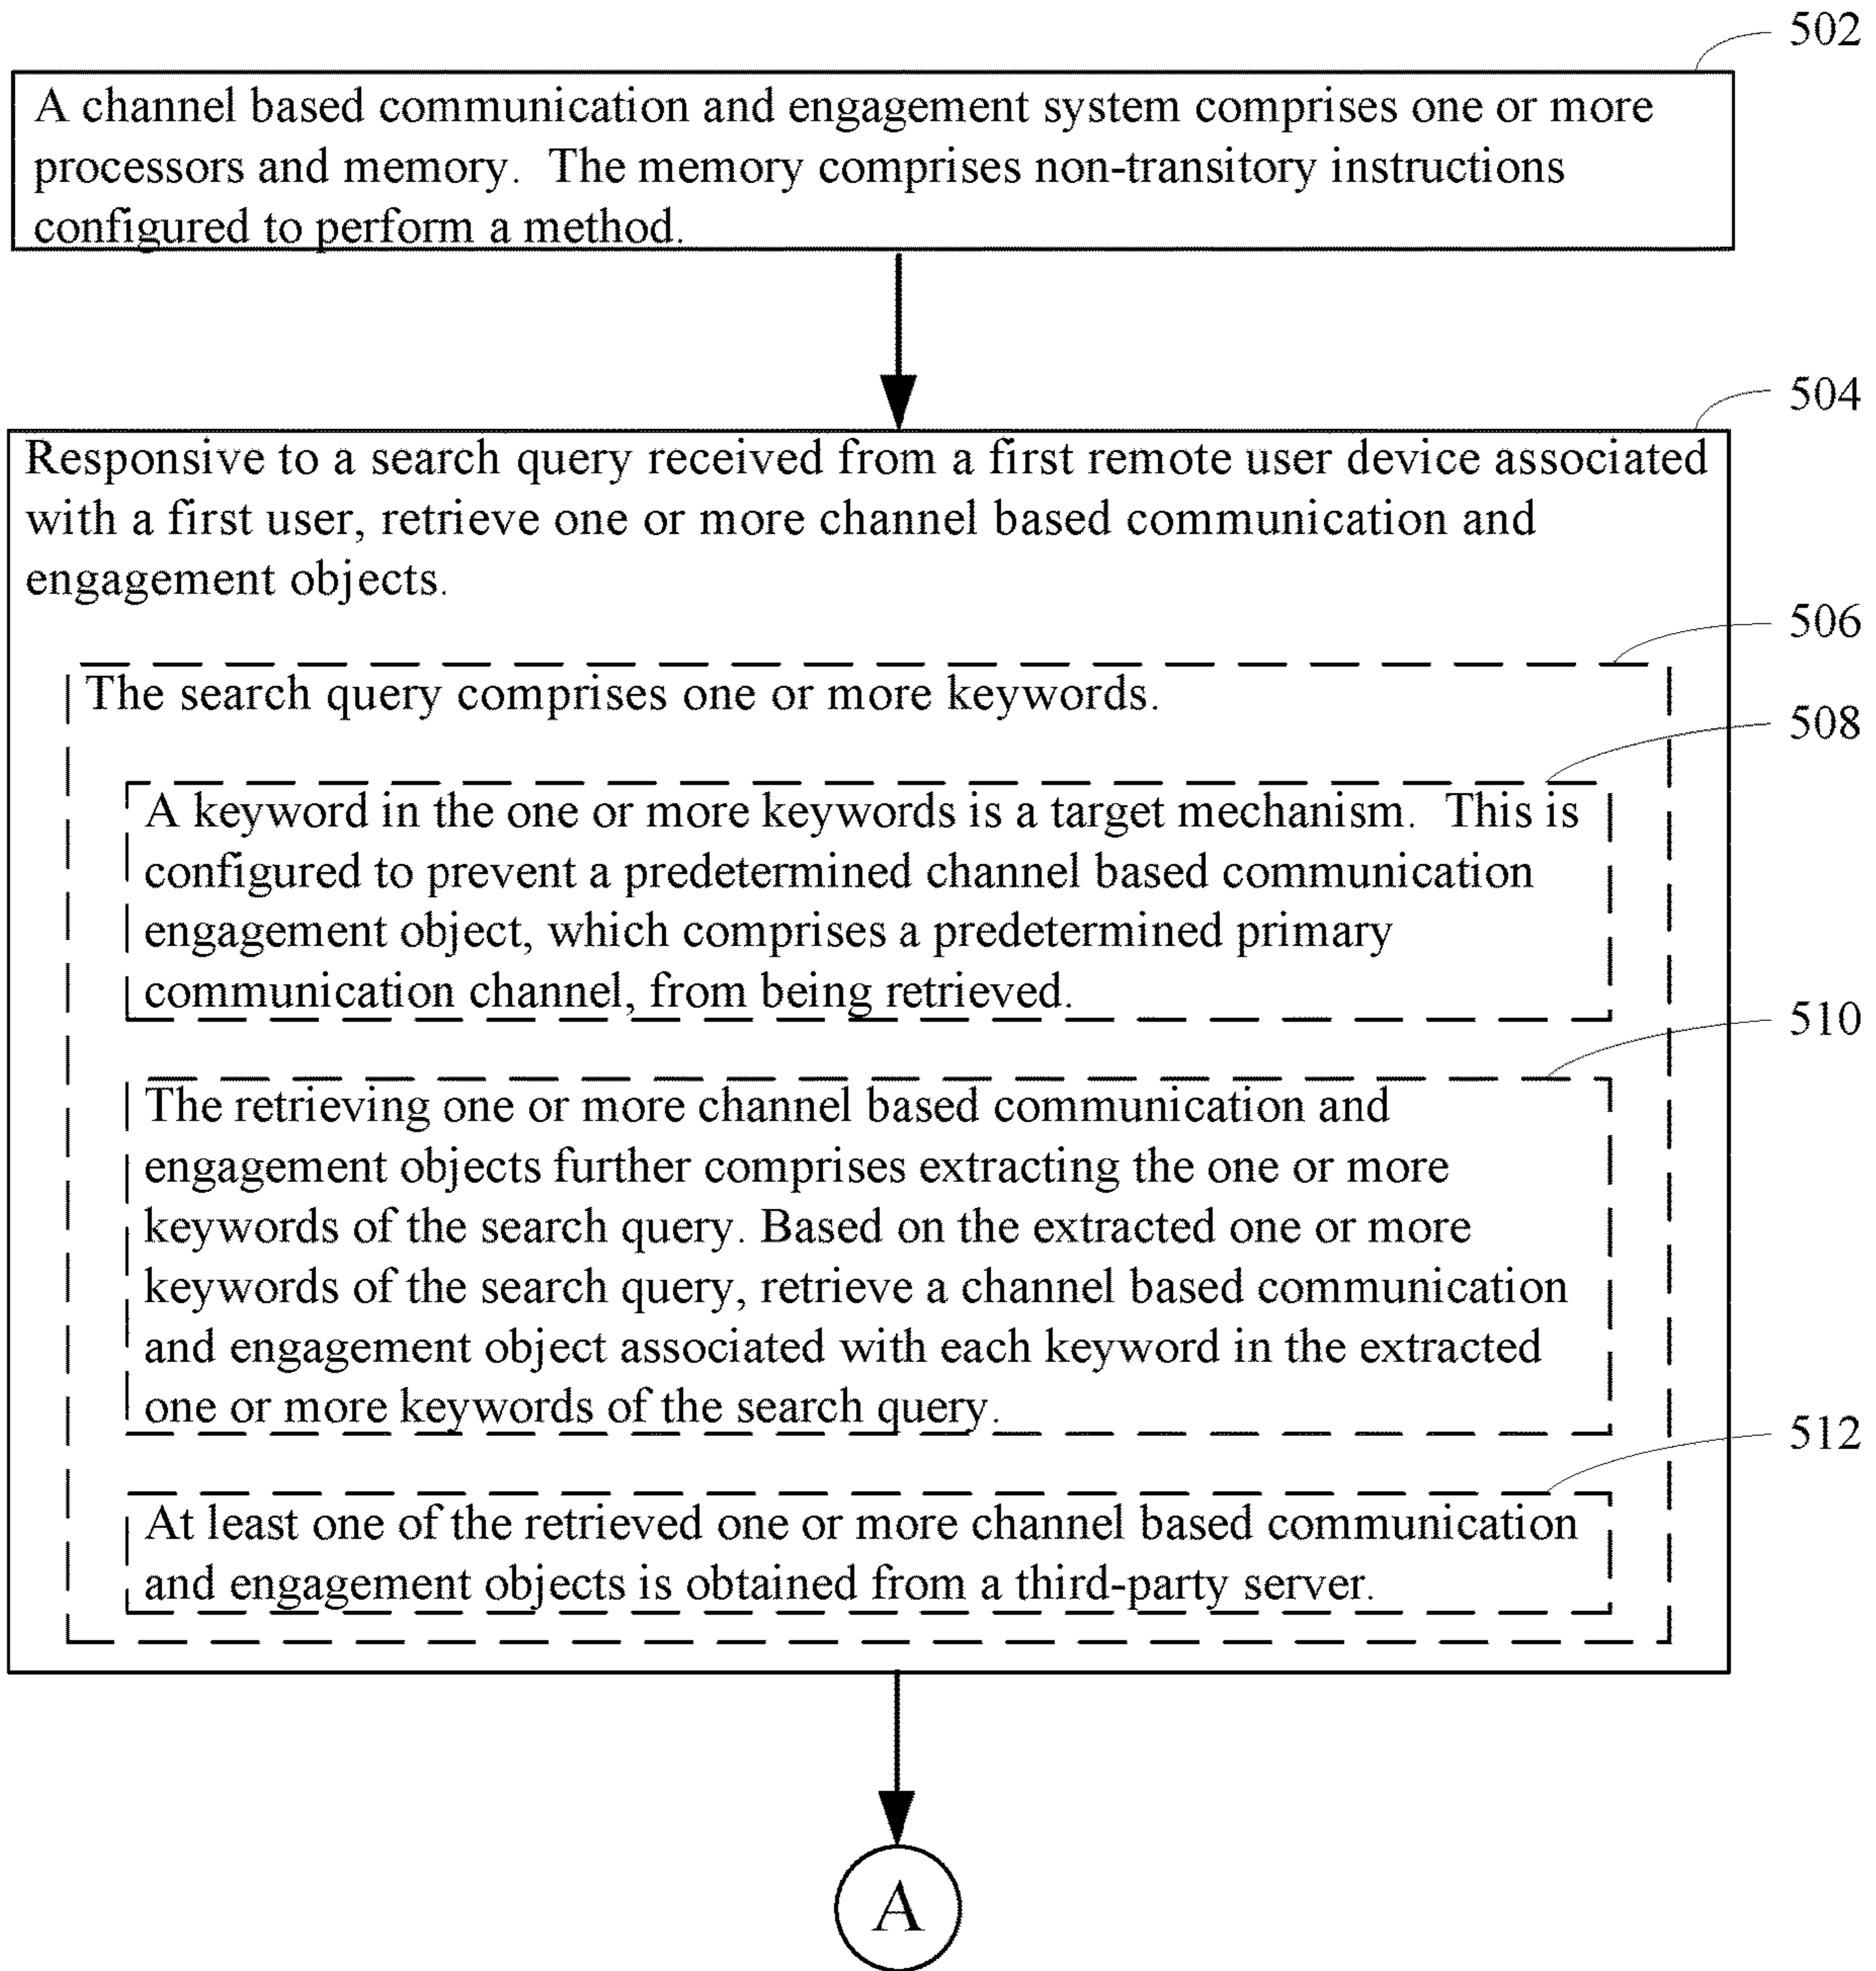 502
A channel based communication and engagement system comprises one or more
processors and memory.  The memory comprises non-transitory instructions
configured to perform a method.
504
Responsive to a search query received from a first remote user device associated
with a first user, retrieve one or more channel based communication and
engagement objects.
506
The search query comprises one or more keywords.
508
A keyword in the one or more keywords is a target mechanism.  This is
configured to prevent a predetermined channel based communication
engagement object, which comprises a predetermined primary
communication channel, from being retrieved.
510
The retrieving one or more channel based communication and
engagement objects further comprises extracting the one or more
keywords of the search query. Based on the extracted one or more
keywords of the search query, retrieve a channel based communication
and engagement object associated with each keyword in the extracted
one or more keywords of the search query.
512
At least one of the retrieved one or more channel based communication
and engagement objects is obtained from a third-party server.
A